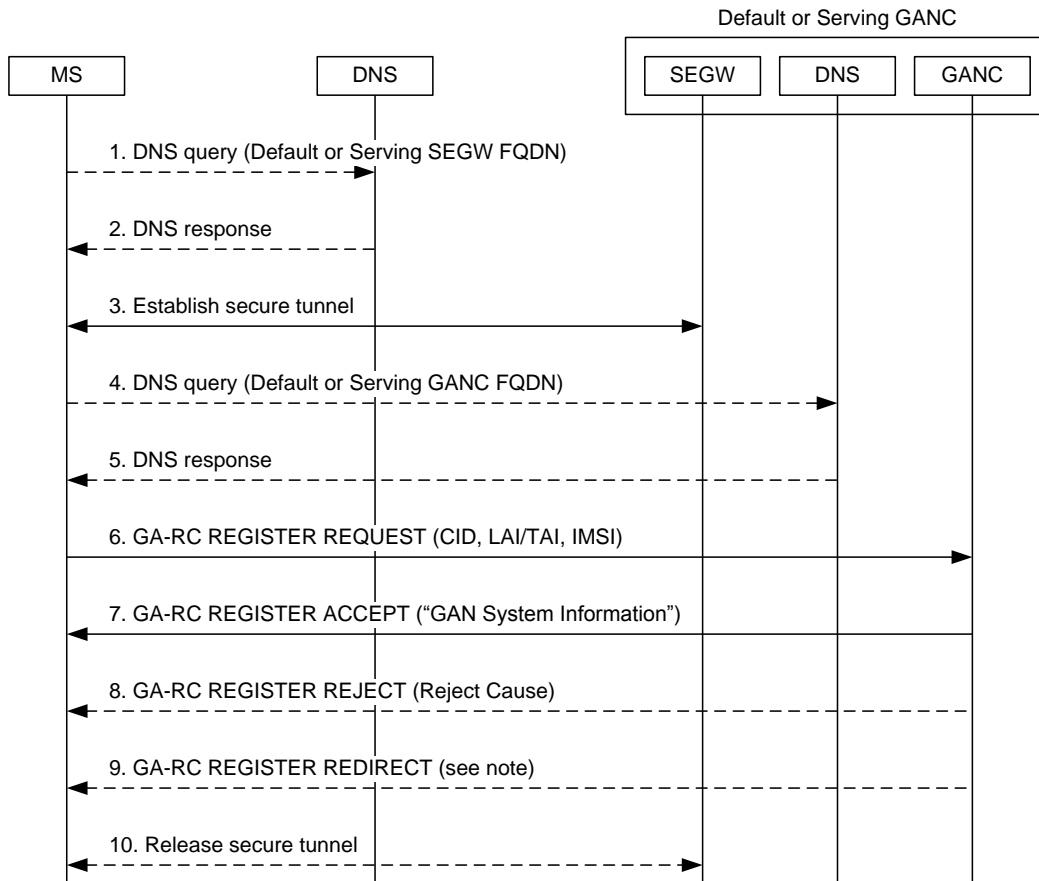 Default or Serving GANC
MS
DNS
SEGW
DNS
GANC
1. DNS query (Default or Serving SEGW FQDN)
2. DNS response
3. Establish secure tunnel
4. DNS query (Default or Serving GANC FQDN)
5. DNS response
6. GA-RC REGISTER REQUEST (CID, LAI/TAI, IMSI)
7. GA-RC REGISTER ACCEPT (“GAN System Information”)
8. GA-RC REGISTER REJECT (Reject Cause)
9. GA-RC REGISTER REDIRECT (see note)
10. Release secure tunnel